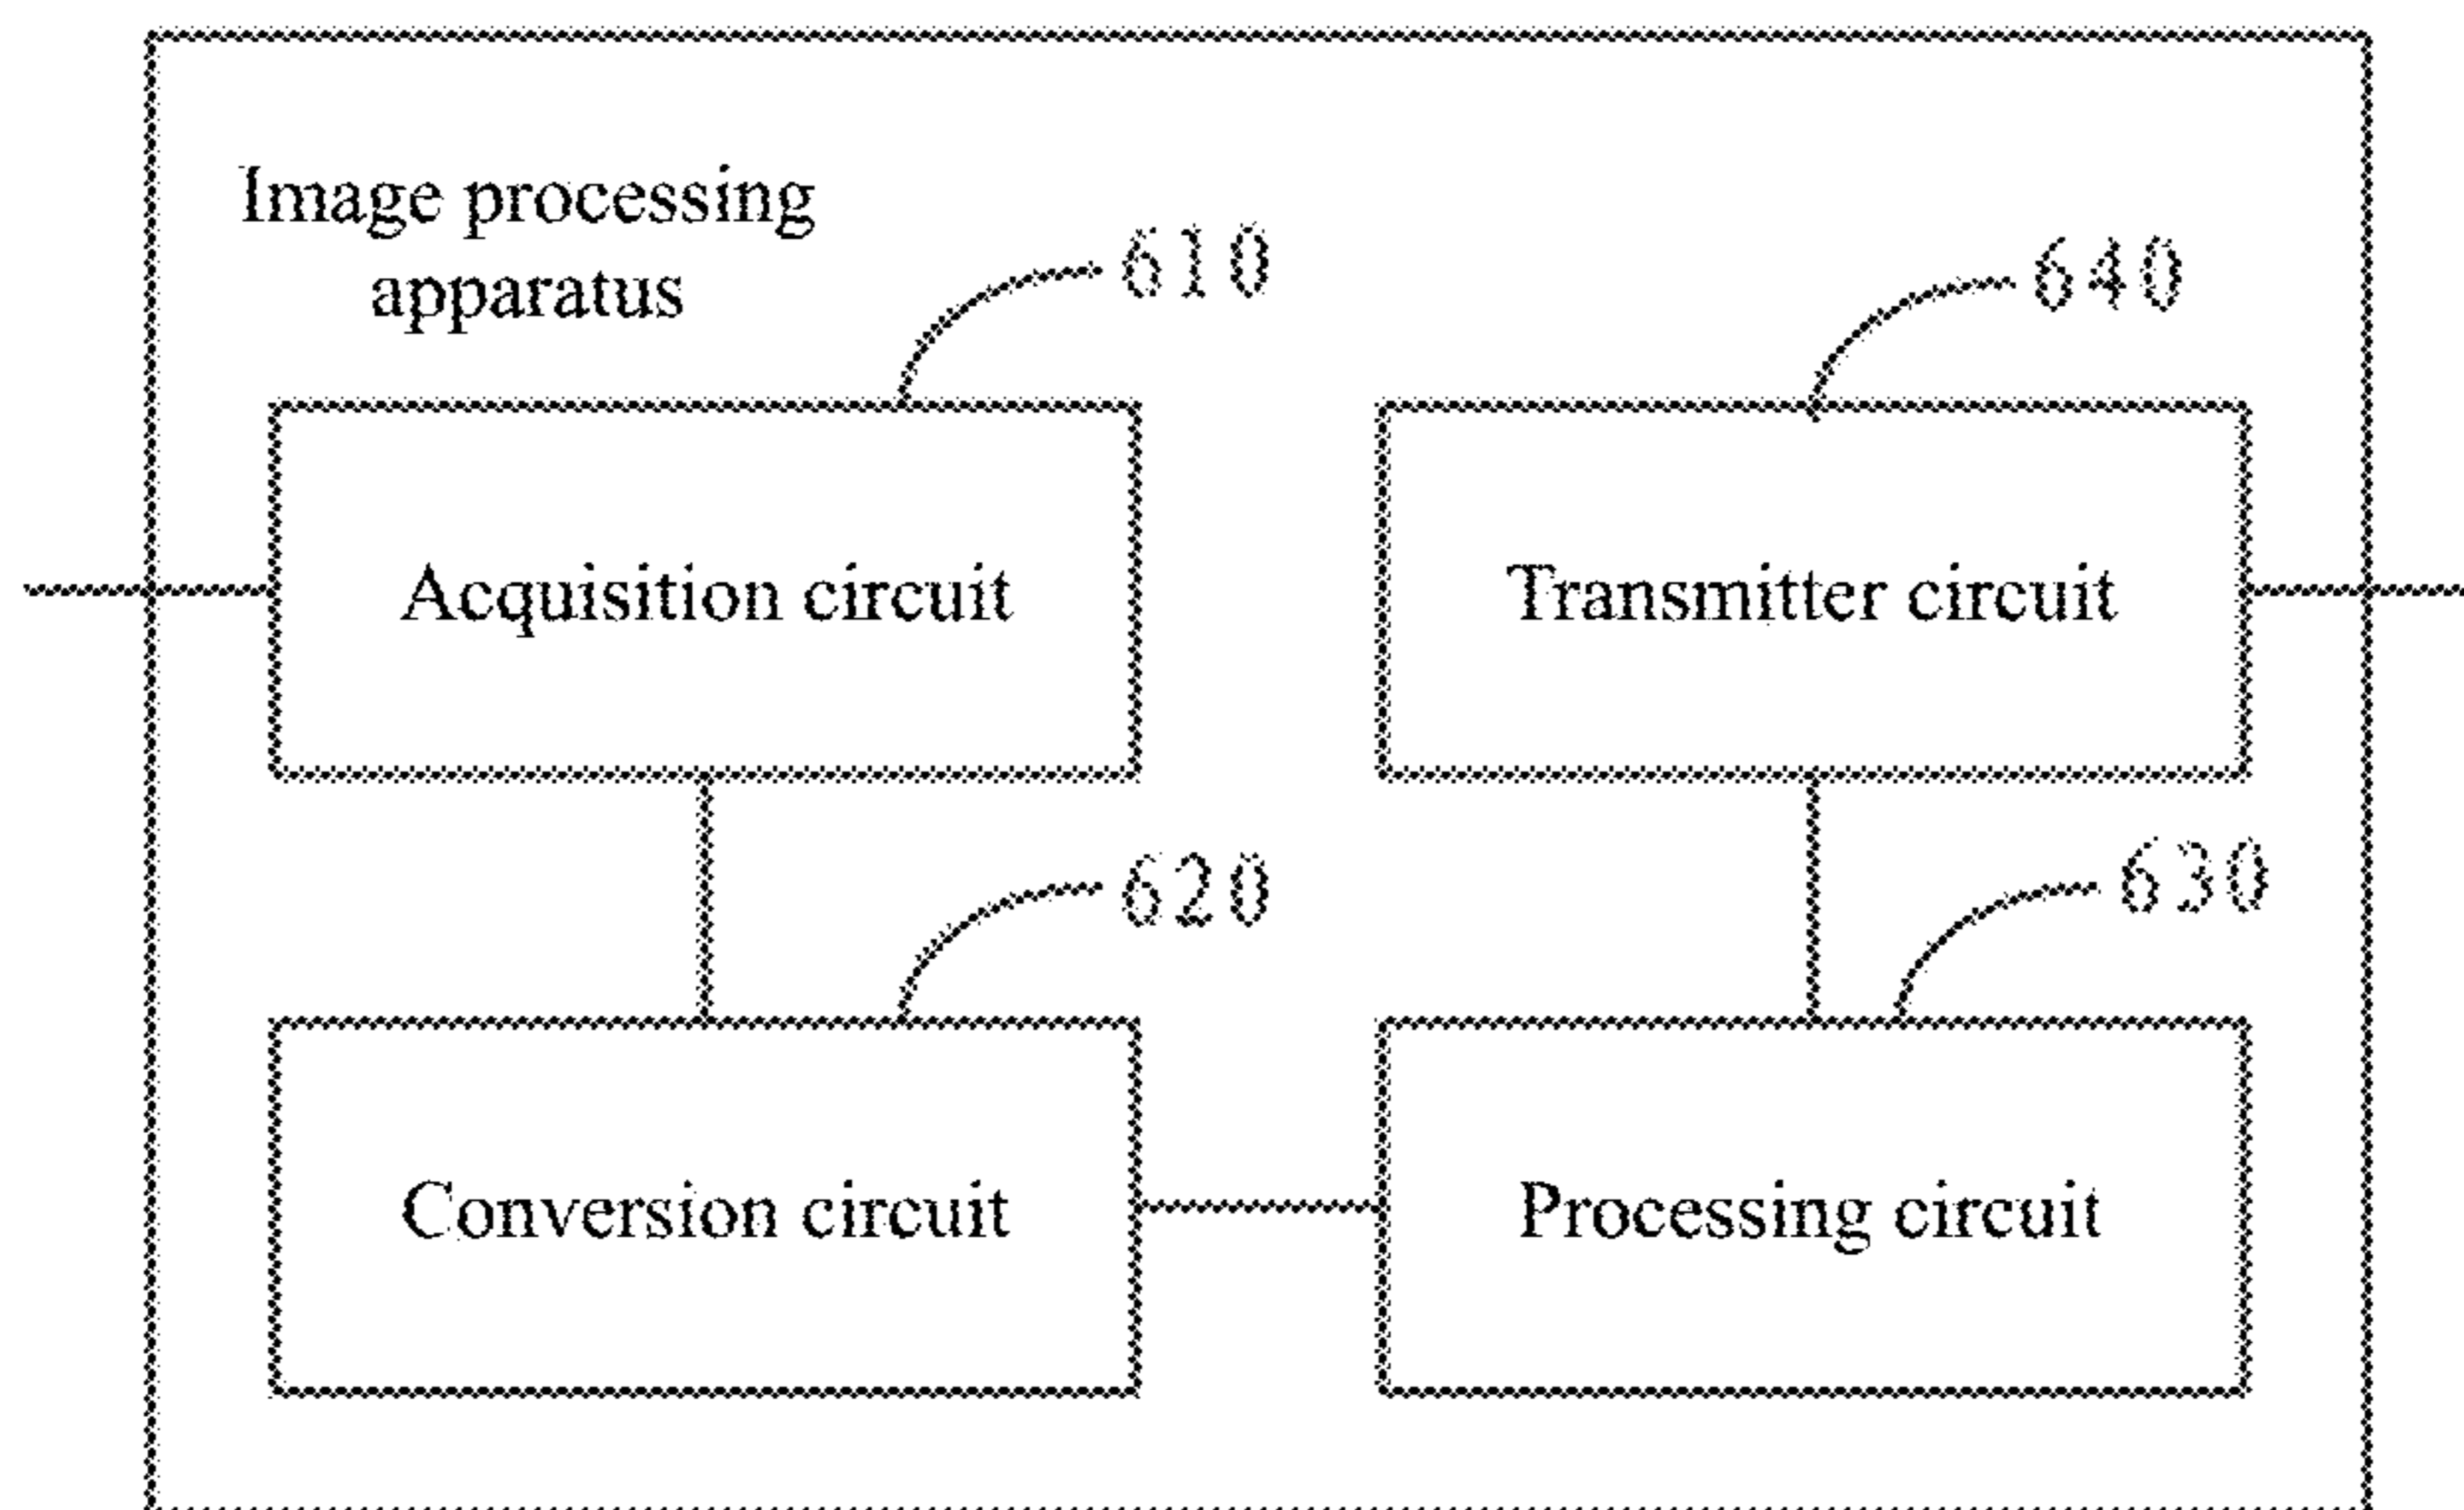 Image processing
apparatus
610
640
Acquisition circuit
Transmitter circuit
620
630
Conversion circuit
Processing circuit